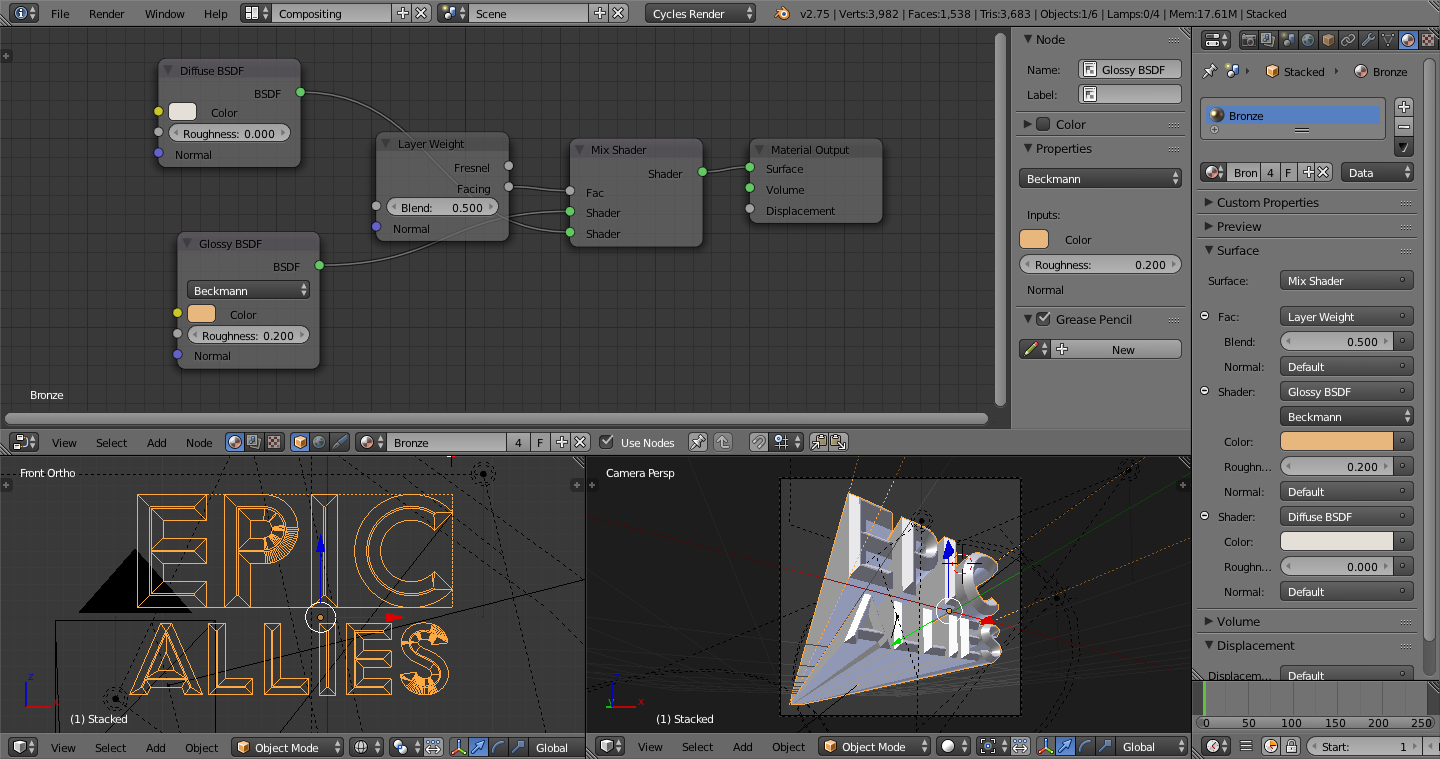 File Render Window Help Compositing Scene Cycles Render v2.75 | Verts:3,982 | Faces:1,538 | Tris:3,683 | Objects:1/6 | Lamps:0/4 | Mem:17.61M | Stacked
Diffuse BSDF
BSDF
Color
Roughness: 0.000
Normal
Layer Weight
Fresnel
Facing
Blend: 0.500
Normal
Mix Shader
Shader
Fac
Shader
Shader
Material Output
Surface
Volume
Displacement
Glossy BSDF
BSDF
Beckmann
Color
Roughness: 0.200
Normal
Bronze
Node
Name: Glossy BSDF
Label:
Color
Properties
Beckmann
Inputs:
Color
Roughness: 0.200
Normal
Grease Pencil
New
Stacked Bronze
Bronze
Bron 4 F Data
Custom Properties
Preview
Surface
Surface: Mix Shader
Fac: Layer Weight
Blend: 0.500
Normal: Default
Shader: Glossy BSDF
Beckmann
Color:
Roughn... 0.200
Normal: Default
Shader: Diffuse BSDF
Color:
Roughn... 0.000
Normal: Default
Volume
Displacement
Displacem... Default
View Select Add Node Bronze 4 F Use Nodes
Front Ortho
EPIC
ALLIES
z
x
(1) Stacked
View Select Add Object Object Mode Global
Camera Persp
(1) Stacked
View Select Add Object Object Mode Global
0 50 100 150 200 250
Start: 1